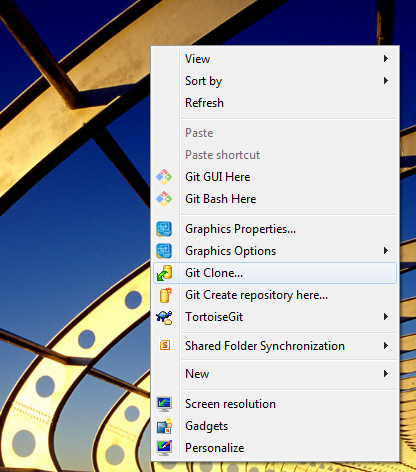 View
Sort by
Refresh
Paste
Paste shortcut
Git GUI Here
Git Bash Here
Graphics Properties...
Graphics Options
Git Clone...
Git Create repository here...
TortoiseGit
Shared Folder Synchronization
New
Screen resolution
Gadgets
Personalize